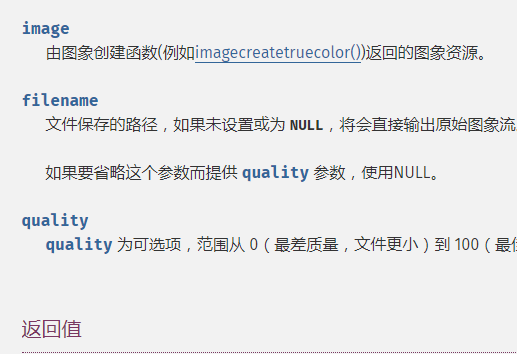 image
由图象创建函数(例如imagecreatetruecolor())返回的图象资源。
filename
文件保存的路径，如果未设置或为 NULL，将会直接输出原始图象流
如果要省略这个参数而提供 quality 参数，使用NULL。
quality
quality 为可选项，范围从 0（最差质量，文件更小）到 100（最
返回值